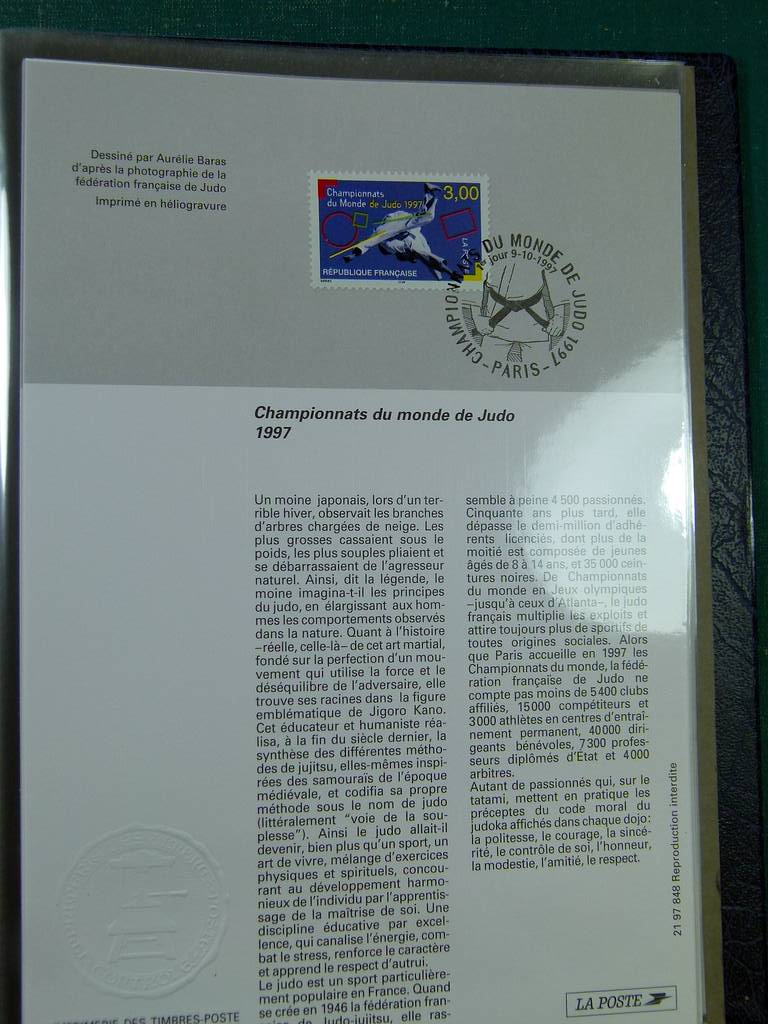 Dessiné par Aurélie Baras
d'après la photographie de la
fédération française de Judo
Imprimé en héliogravure
Championnats
du Monde de Judo 1997
3,00
LA POSTE
RÉPUBLIQUE FRANÇAISE
CHAMPIONNATS DU MONDE DE JUDO 1997
1er jour 9-10-1997
-PARIS-
Championnats du monde de Judo
1997
Un moine japonais, lors d'un ter-
rible hiver, observait les branches
d'arbres chargées de neige. Les
plus grosses cassaient sous le
poids, les plus souples pliaient et
se débarrassaient de l'agresseur
naturel. Ainsi, dit la légende, le
moine imagina-t-il les principes
du judo, en élargissant aux hom-
mes les comportements observés
dans la nature. Quant à l'histoire
–réelle, celle-là– de cet art martial,
fondé sur la perfection d'un mou-
vement qui utilise la force et le
déséquilibre de l'adversaire, elle
trouve ses racines dans la figure
emblématique de Jigoro Kano.
Cet éducateur et humaniste réa-
lisa, à la fin du siècle dernier, la
synthèse des différentes métho-
des de jujitsu, elles-mêmes inspi-
rées des samouraïs de l'époque
médiévale, et codifia sa propre
méthode sous le nom de judo
(littéralement "voie de la sou-
plesse"). Ainsi le judo allait-il
devenir, bien plus qu'un sport, un
art de vivre, mélange d'exercices
physiques et spirituels, concou-
rant au développement harmo-
nieux de l'individu par l'apprentis-
sage de la maîtrise de soi. Une
discipline éducative par excel-
lence, qui canalise l'énergie, com-
bat le stress, renforce le caractère
et apprend le respect d'autrui.
Le judo est un sport particulière-
ment populaire en France. Quand
se crée en 1946 la fédération fran-
de Judo-jujitsu, elle ras-
semble à peine 4 500 passionnés.
Cinquante ans plus tard, elle
dépasse le demi-million d'adhé-
rents licenciés, dont plus de la
moitié est composée de jeunes
âgés de 8 à 14 ans, et 35 000 cein-
tures noires. De Championnats
du monde en Jeux olympiques
–jusqu'à ceux d'Atlanta–, le judo
français multiplie les exploits et
attire toujours plus de sportifs de
toutes origines sociales. Alors
que Paris accueille en 1997 les
Championnats du monde, la fédé-
ration française de Judo ne
compte pas moins de 5 400 clubs
affiliés, 15 000 compétiteurs et
3 000 athlètes en centres d'entraî-
nement permanent, 40 000 diri-
geants bénévoles, 7 300 profes-
seurs diplômés d'État et 4 000
arbitres.
Autant de passionnés qui, sur le
tatami, mettent en pratique les
préceptes du code moral du
judoka affichés dans chaque dojo:
la politesse, le courage, la sincé-
rité, le contrôle de soi, l'honneur,
la modestie, l'amitié, le respect.
21 97 848 Reproduction interdite
DES TIMBRES-POSTE
LA POSTE